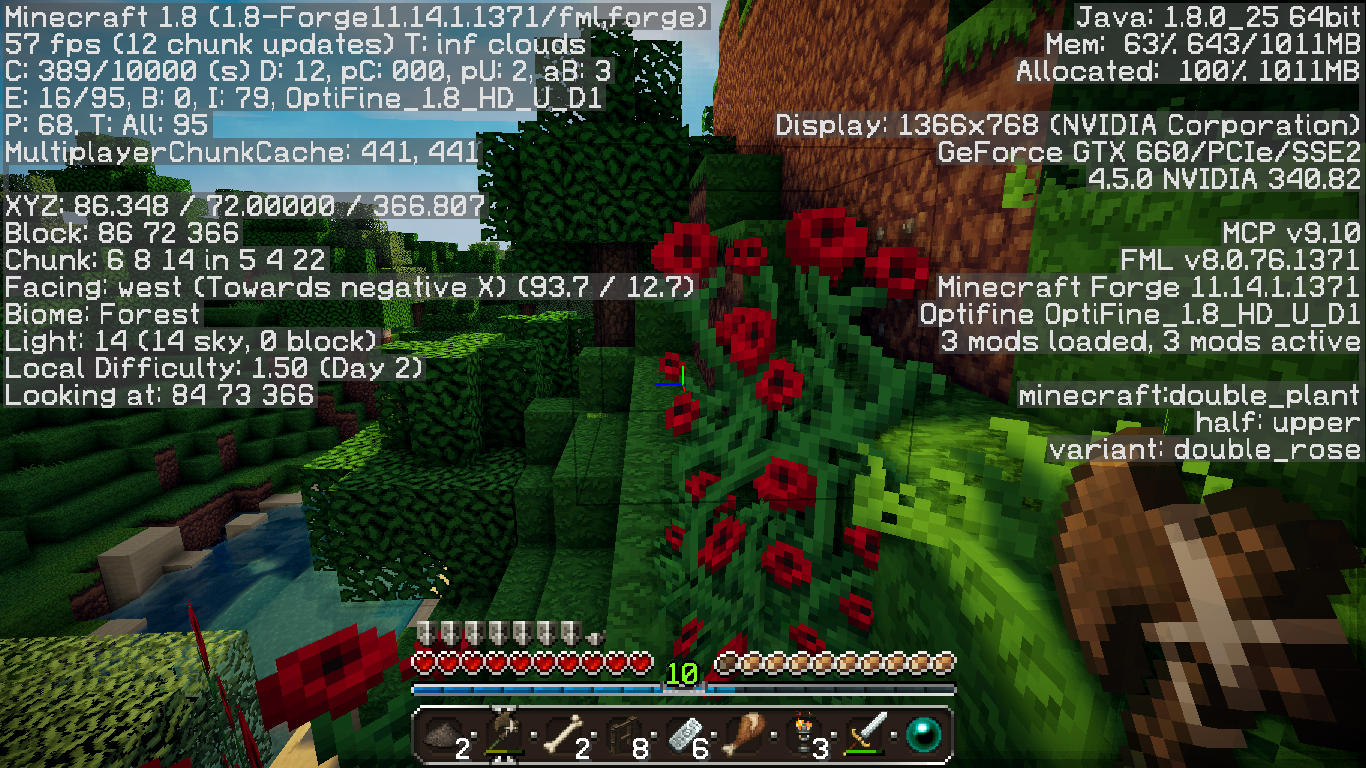 Minecraft 1.8 (1.8-Forge11.14.1.1371/fml,forge)
57 fps (12 chunk updates) T: inf clouds
C: 389/10000 (s) D: 12, pC: 000, pU: 2, aB: 3
E: 16/95, B: 0, I: 79, OptiFine_1.8_HD_U_D1
P: 68. T: All: 95
MultiplayerChunkCache: 441, 441
XYZ: 86.348 / 72.00000 / 366.807
Block: 86 72 366
Chunk: 6 8 14 in 5 4 22
Facing: west (Towards negative X) (93.7 / 12.7)
Biome: Forest
Light: 14 (14 sky, 0 block)
Local Difficulty: 1.50 (Day 2)
Looking at: 84 73 366
Java: 1.8.0_25 64bit
Mem: 63% 643/1011MB
Allocated: 100% 1011MB
Display: 1366x768 (NVIDIA Corporation)
GeForce GTX 660/PCIe/SSE2
4.5.0 NVIDIA 340.82
MCP v9.10
FML v8.0.76.1371
Minecraft Forge 11.14.1.1371
Optifine OptiFine_1.8_HD_U_D1
3 mods loaded, 3 mods active
minecraft:double_plant
half: upper
variant: double_rose
10
2 2 8 6 3